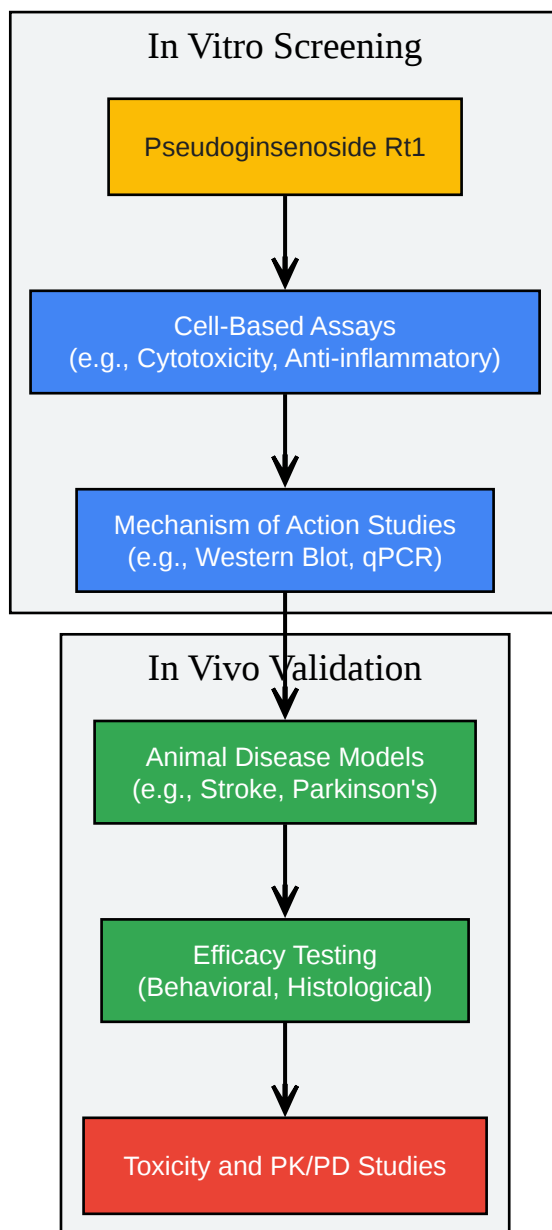 In Vitro Screening
Pseudoginsenoside Rt1
Cell-Based Assays
(e.g., Cytotoxicity, Anti-inflammatory)
Mechanism of Action Studies
(e.g., Western Blot, qPCR)
In Vivo Validation
Animal Disease Models
(e.g., Stroke, Parkinson's)
Efficacy Testing
(Behavioral, Histological)
Toxicity and PK/PD Studies